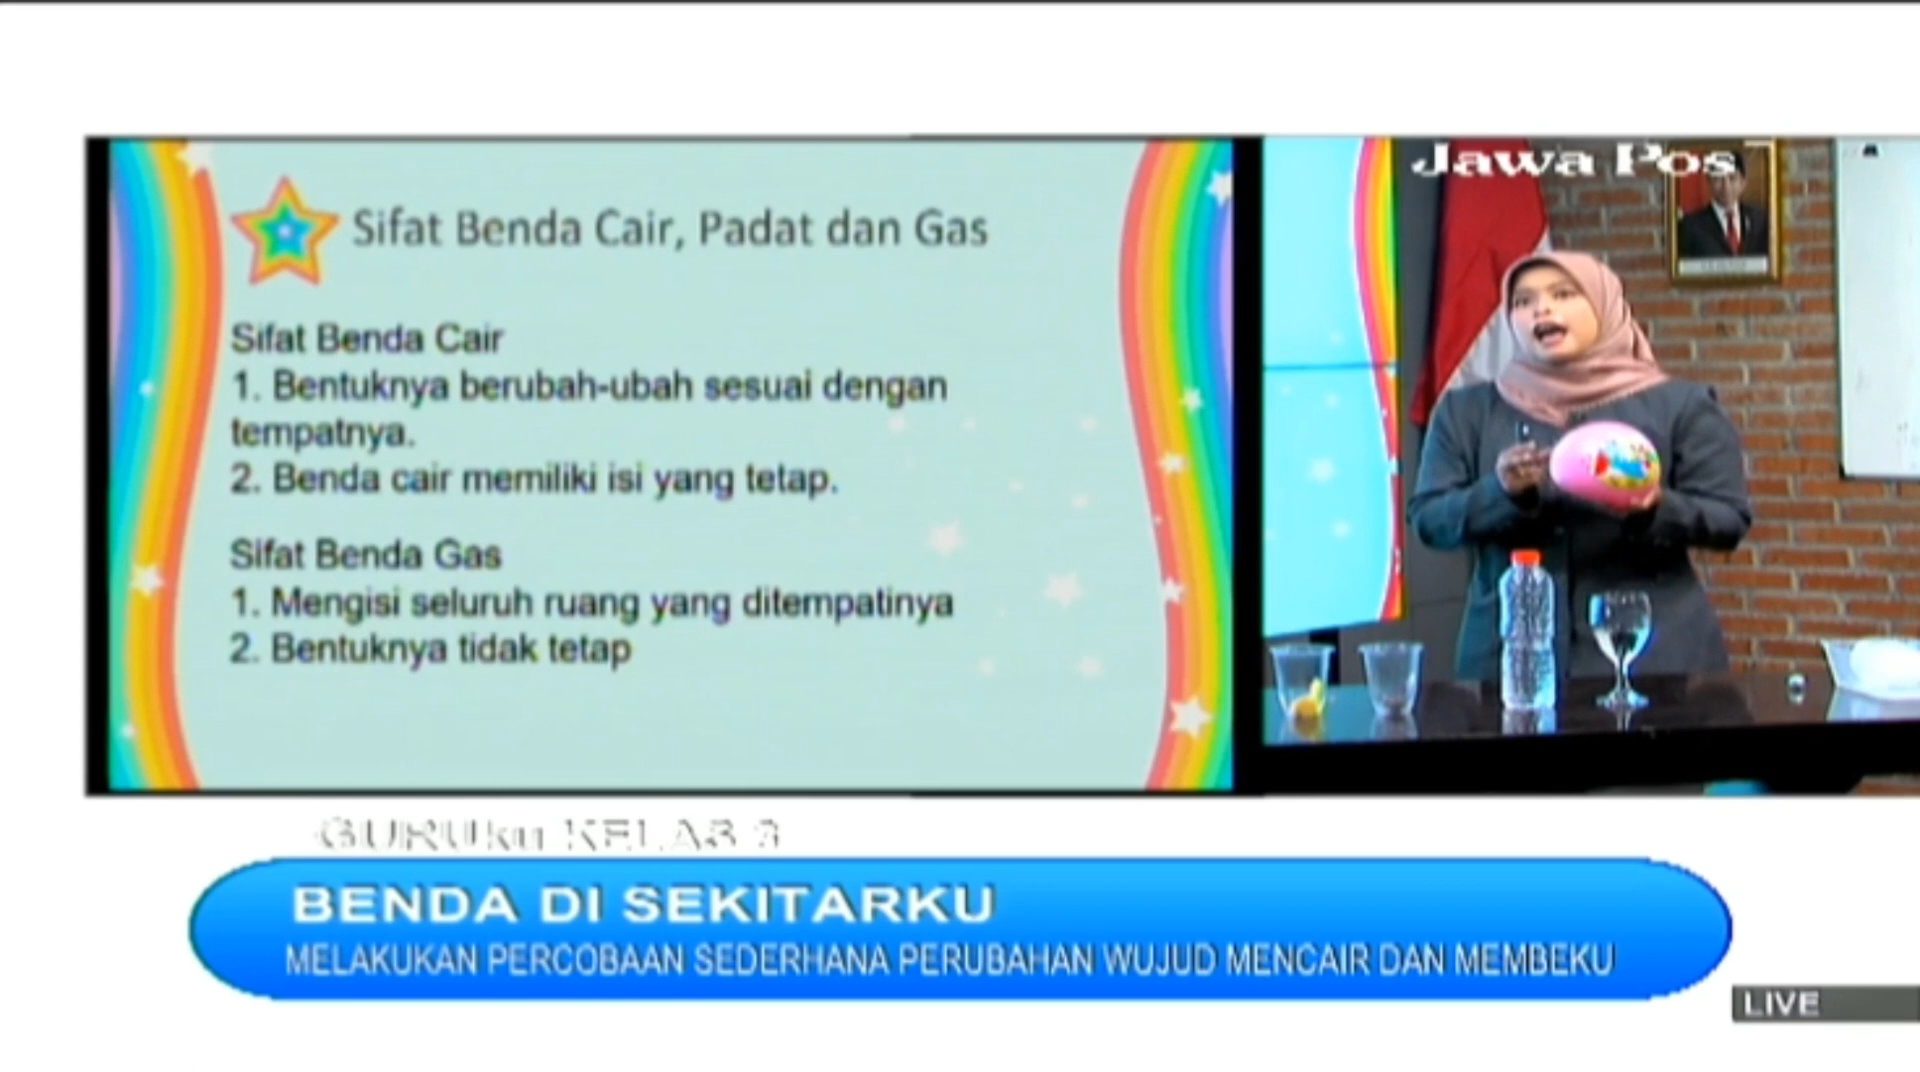 Jawa Pos
Sifat Benda Cair, Padat dan Gas
Sifat Benda Cair
1. Bentuknya berubah-ubah sesuai dengan
tempatnya.
2. Benda cair memiliki isi yang tetap.
Sifat Benda Gas
1. Mengisi seluruh ruang yang ditempatinya
2. Bentuknya tidak tetap
GURUku KELAS 3
BENDA DI SEKITARKU
MELAKUKAN PERCOBAAN SEDERHANA PERUBAHAN WUJUD MENCAIR DAN MEMBEKU
LIVE